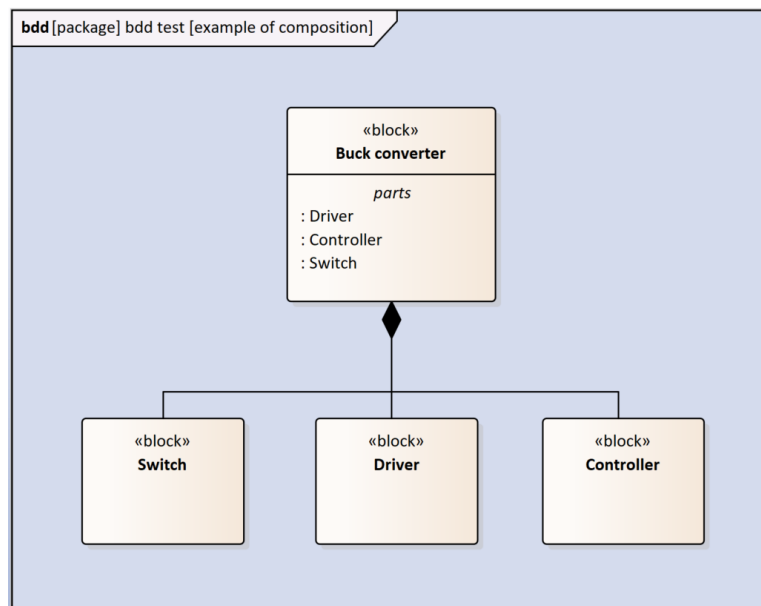 bdd [package] bdd test [example of composition]
«block»
Buck converter
parts
: Driver
: Controller
: Switch
«block»
Switch
«block»
Driver
«block»
Controller